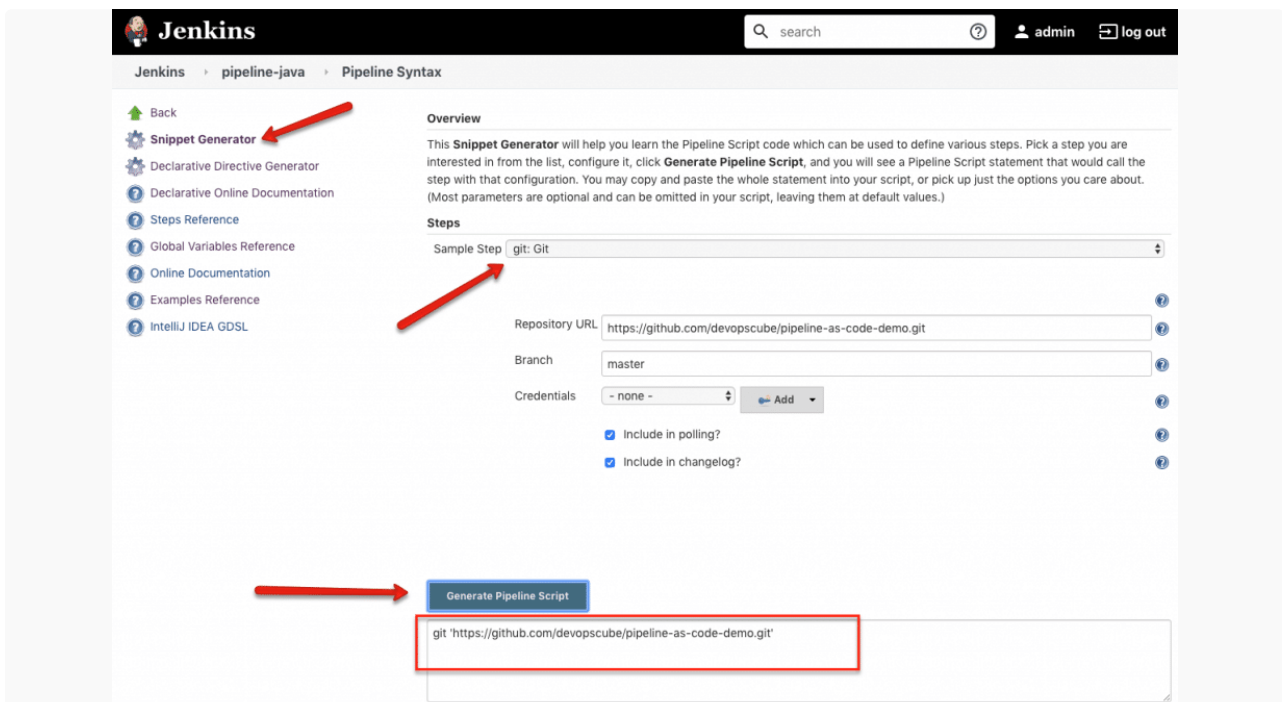 Jenkins
search
admin
log out
Jenkins
pipeline-java
Pipeline Syntax
Back
Snippet Generator
Declarative Directive Generator
Declarative Online Documentation
Steps Reference
Global Variables Reference
Online Documentation
Examples Reference
IntelliJ IDEA GDSL
Overview
This Snippet Generator will help you learn the Pipeline Script code which can be used to define various steps. Pick a step you are
interested in from the list, configure it, click Generate Pipeline Script, and you will see a Pipeline Script statement that would call the
step with that configuration. You may copy and paste the whole statement into your script, or pick up just the options you care about.
(Most parameters are optional and can be omitted in your script, leaving them at default values.)
Steps
Sample Step git: Git
Repository URL https://github.com/devopscube/pipeline-as-code-demo.git
Branch master
Credentials - none - Add
Include in polling?
Include in changelog?
Generate Pipeline Script
git 'https://github.com/devopscube/pipeline-as-code-demo.git'